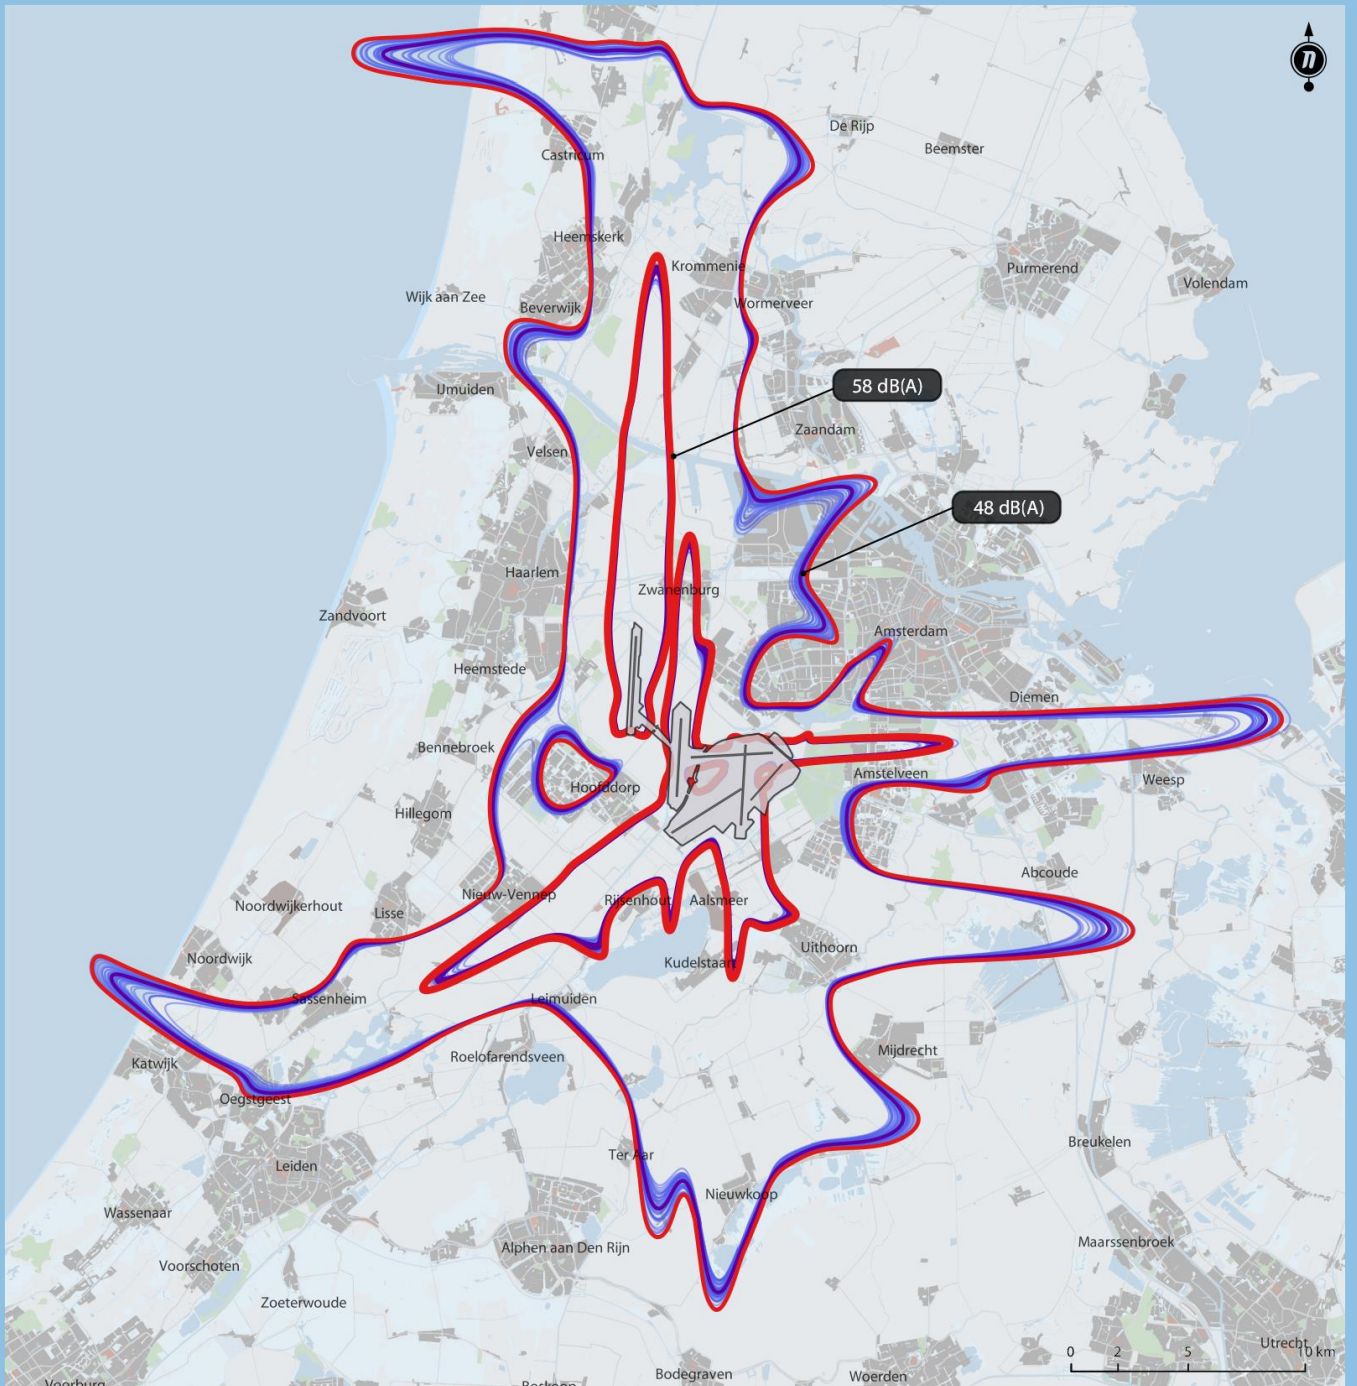 n
De Rijp
Beemster
Castricum
Heemskerk
Krommenie
Purmerend
Volendam
Wijk aan Zee
Beverwijk
Wormerveer
58 dB(A)
IJmuiden
Zaandam
Velsen
48 dB(A)
Haarlem
Zwanenburg
Zandvoort
Amsterdam
Heemstede
Diemen
Bennebroek
Amstelveen
Weesp
Hoofddorp
Hillegom
Abcoude
Nieuw-Vennep
Rijsenhout
Aalsmeer
Noordwijkerhout
Lisse
Uithoorn
Noordwijk
Kudelstaart
Sassenheim
Leimuiden
Mijdrecht
Roelofarendsveen
Katwijk
Oegstgeest
Breukelen
Ter Aar
Leiden
Nieuwkoop
Wassenaar
Maarssenbroek
Alphen aan Den Rijn
Voorschoten
Zoeterwoude
Utrecht
0 2 5 10 km
Bodegraven
Woerden
Voorburg
Boskoop